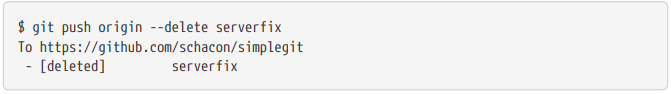 $ git push origin --delete serverfix
To https://github.com/schacon/simplegit
 - [deleted]         serverfix